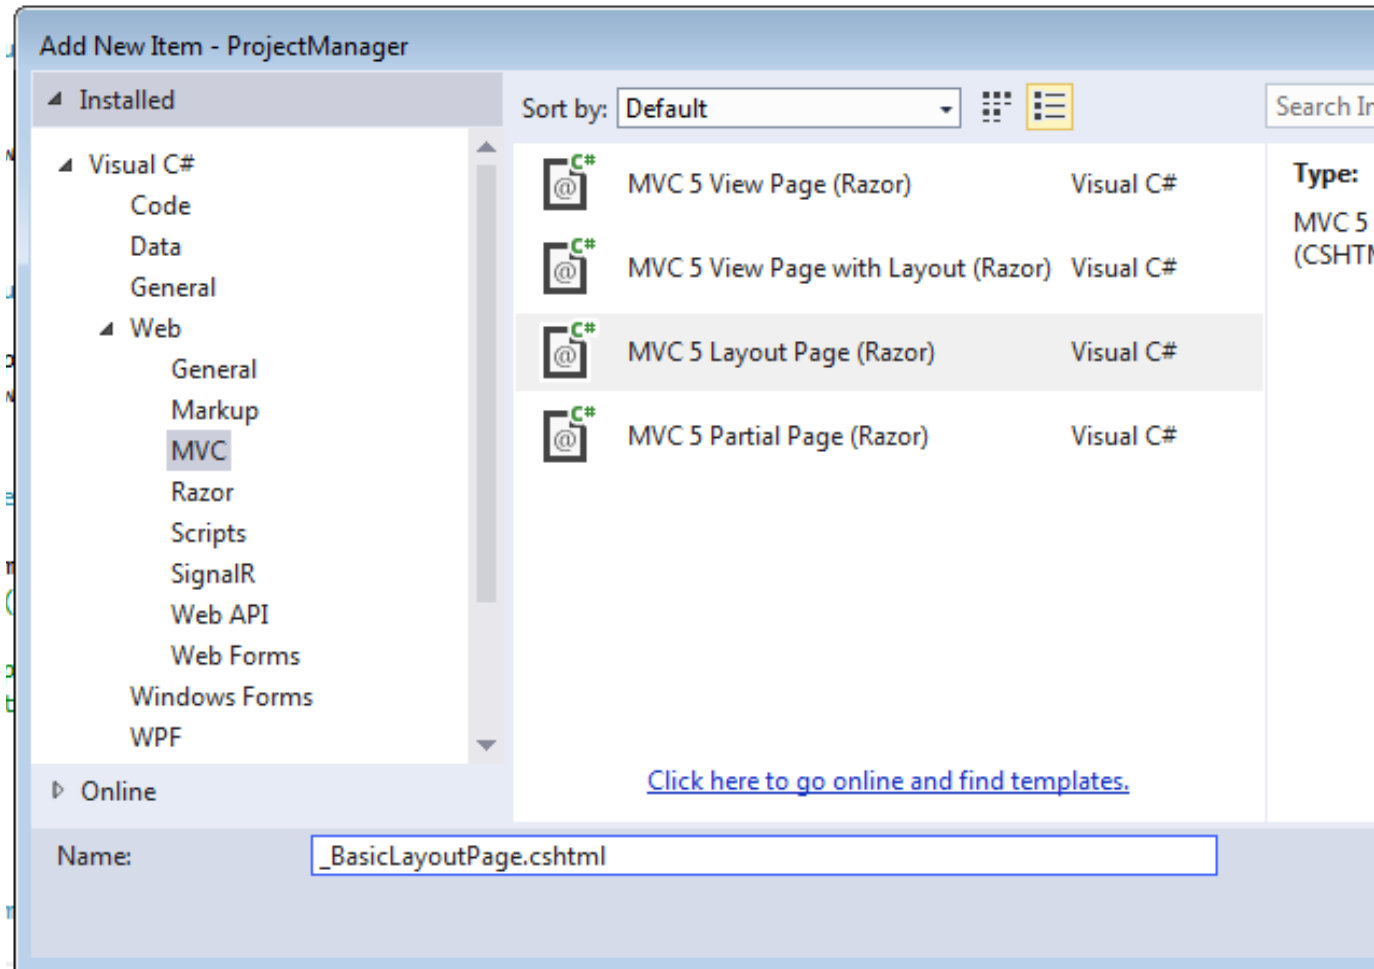 Add New Item - ProjectManager
Installed
Sort by: Default
Search
Visual C#
Code
Data
General
Web
General
Markup
MVC
Razor
Scripts
SignalR
Web API
Web Forms
Windows Forms
WPF
Online
C# @ MVC 5 View Page (Razor) Visual C#
C# @ MVC 5 View Page with Layout (Razor) Visual C#
C# @ MVC 5 Layout Page (Razor) Visual C#
C# @ MVC 5 Partial Page (Razor) Visual C#
Click here to go online and find templates.
Type:
MVC 5
Name: _BasicLayoutPage.cshtml